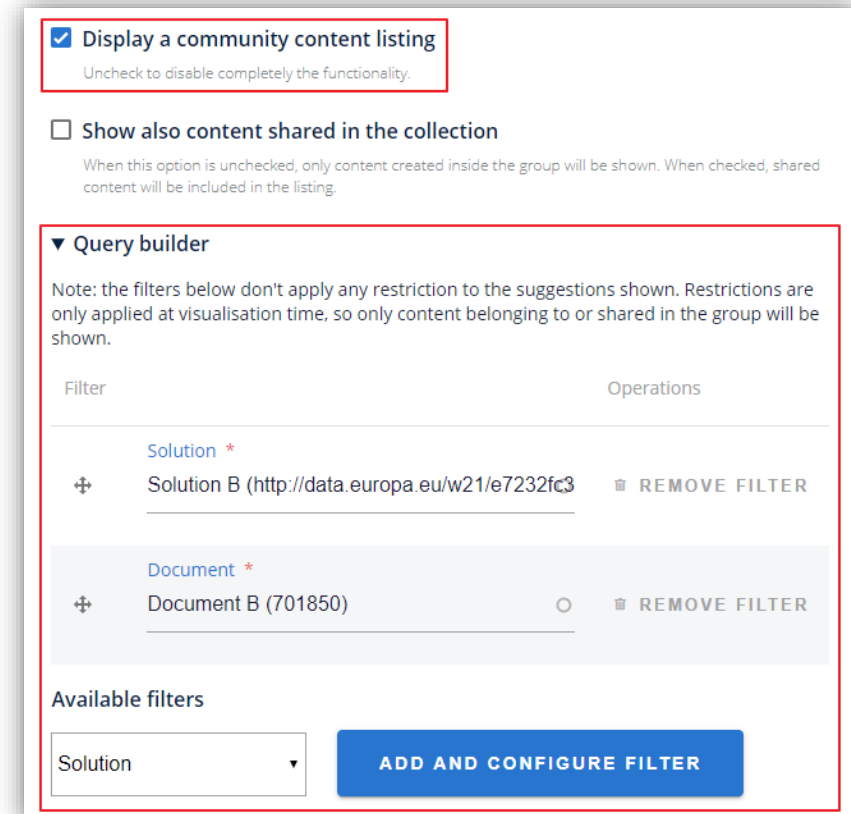 Display a community content listing
Uncheck to disable completely the functionality.
Show also content shared in the collection
When this option is unchecked, only content created inside the group will be shown. When checked, shared
content will be included in the listing.
▼ Query builder
Note: the filters below don't apply any restriction to the suggestions shown. Restrictions are
only applied at visualisation time, so only content belonging to or shared in the group will be
shown.
Filter Operations
Solution *
Solution B (http://data.europa.eu/w21/e7232fc3 REMOVE FILTER
Document *
Document B (701850) REMOVE FILTER
Available filters
Solution ADD AND CONFIGURE FILTER